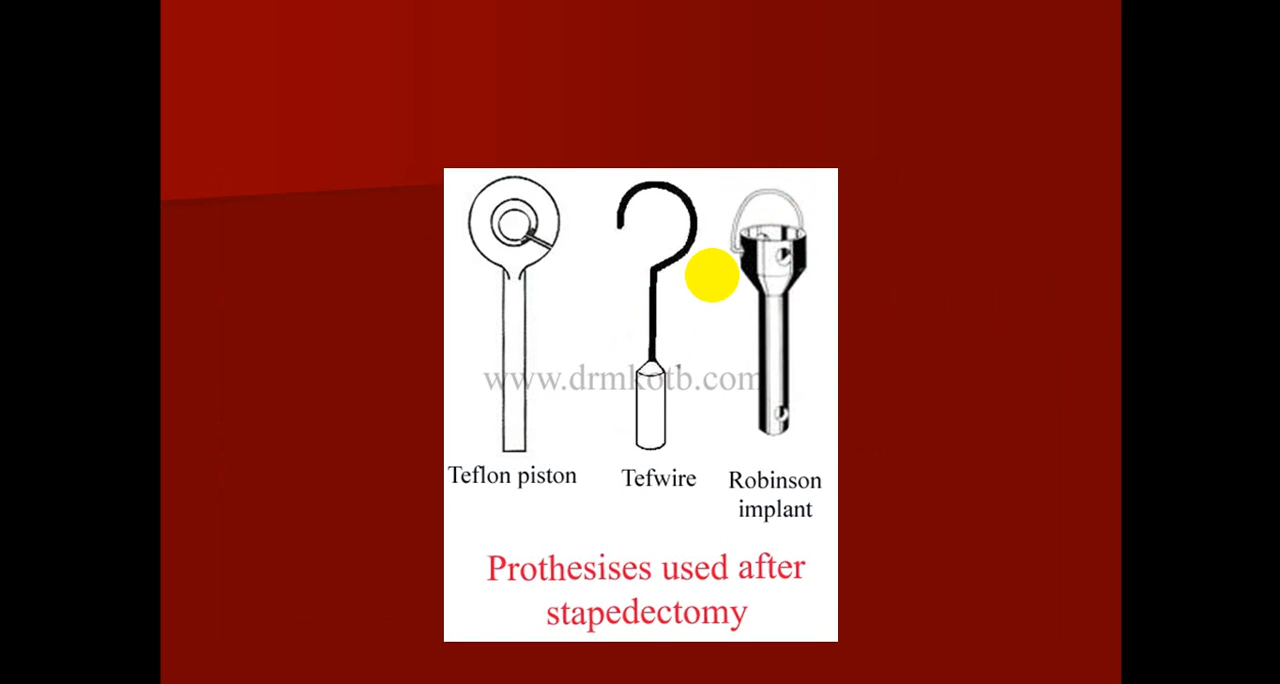 www.drmkotb.com
Teflon piston
Tefwire
Robinson
implant
Prothesises used after
stapedectomy